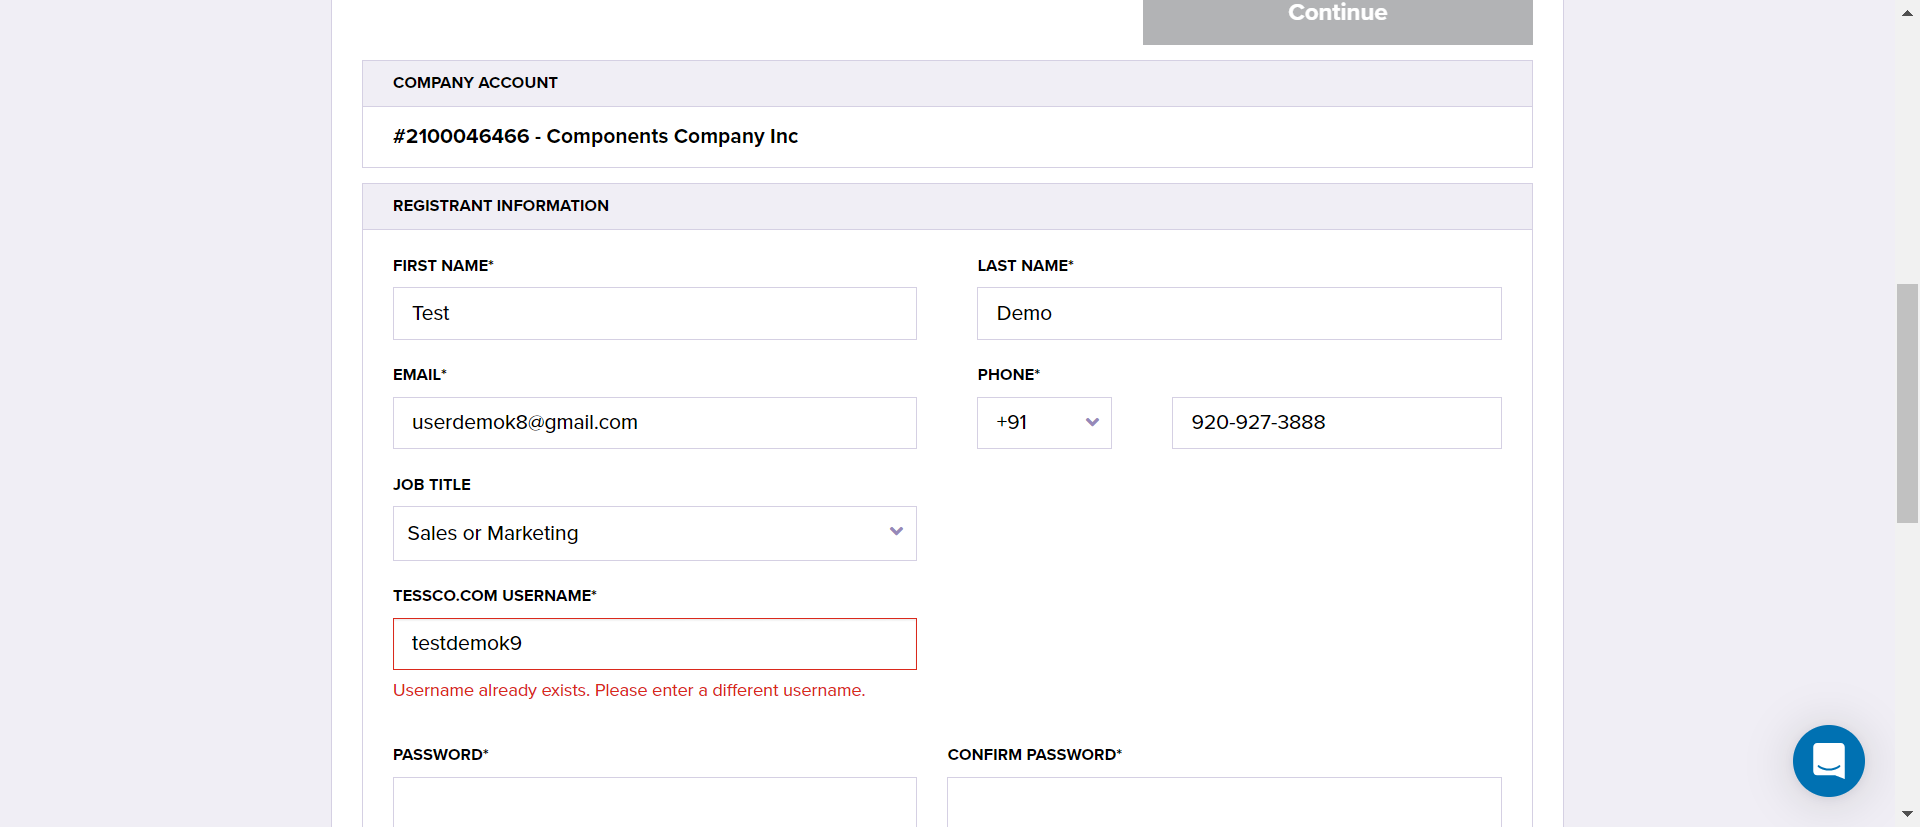 Continue
COMPANY ACCOUNT
#2100046466 - Components Company Inc
REGISTRANT INFORMATION
FIRST NAME* LAST NAME*
Test Demo
EMAIL* PHONE*
userdemok8@gmail.com +91 920-927-3888
JOB TITLE
Sales or Marketing
TESSCO.COM USERNAME*
testdemok9
Username already exists. Please enter a different username.
PASSWORD* CONFIRM PASSWORD*